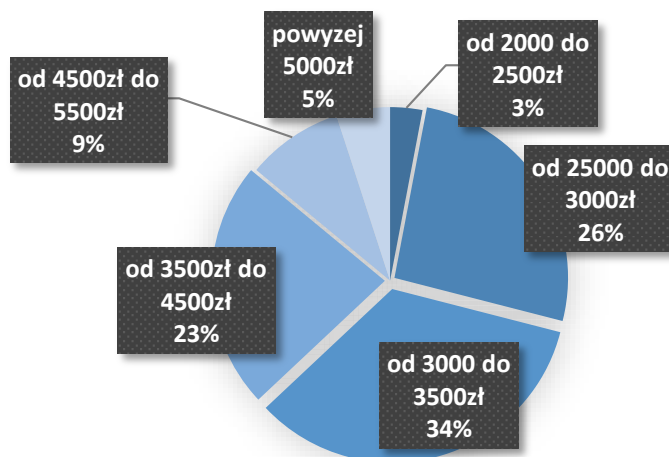 powyzej
5000zł
5%
od 2000 do
2500zł
3%
od 4500zł do
5500zł
9%
od 25000 do
3000zł
26%
od 3500zł do
4500zł
23%
od 3000 do
3500zł
34%